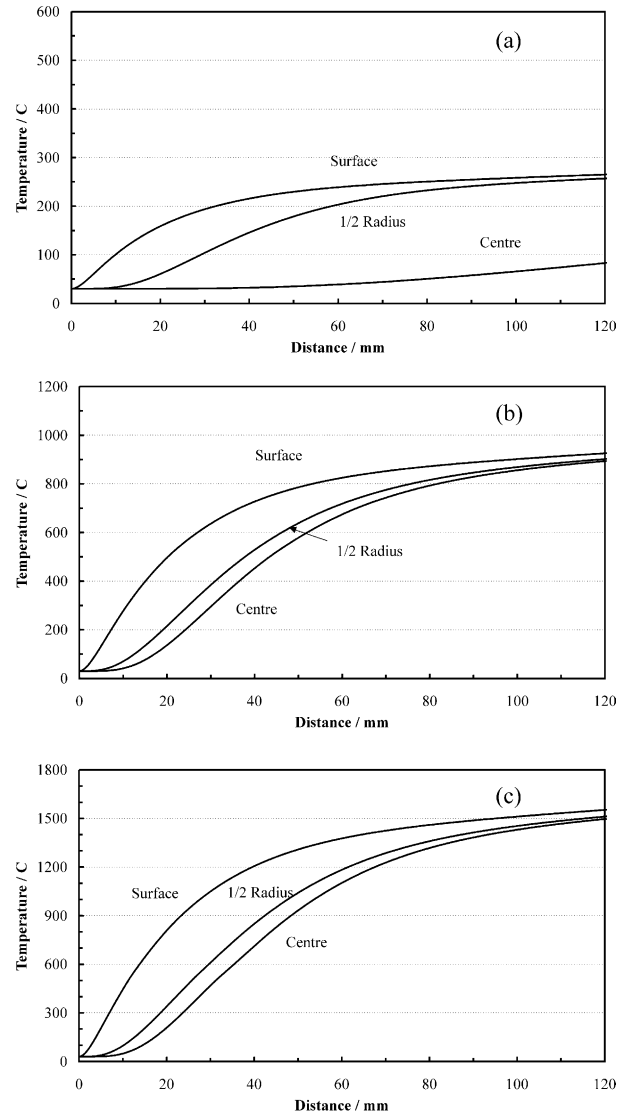 (a)
600
500
400
300
200
100
0
Temperature / C
Surface
1/2 Radius
Centre
0 20 40 60 80 100 120
Distance / mm
(b)
1200
1000
800
600
400
200
0
Temperature / C
Surface
1/2 Radius
Centre
0 20 40 60 80 100 120
Distance / mm
(c)
1800
1500
1200
900
600
300
0
Temperature / C
Surface
1/2 Radius
Centre
0 20 40 60 80 100 120
Distance / mm